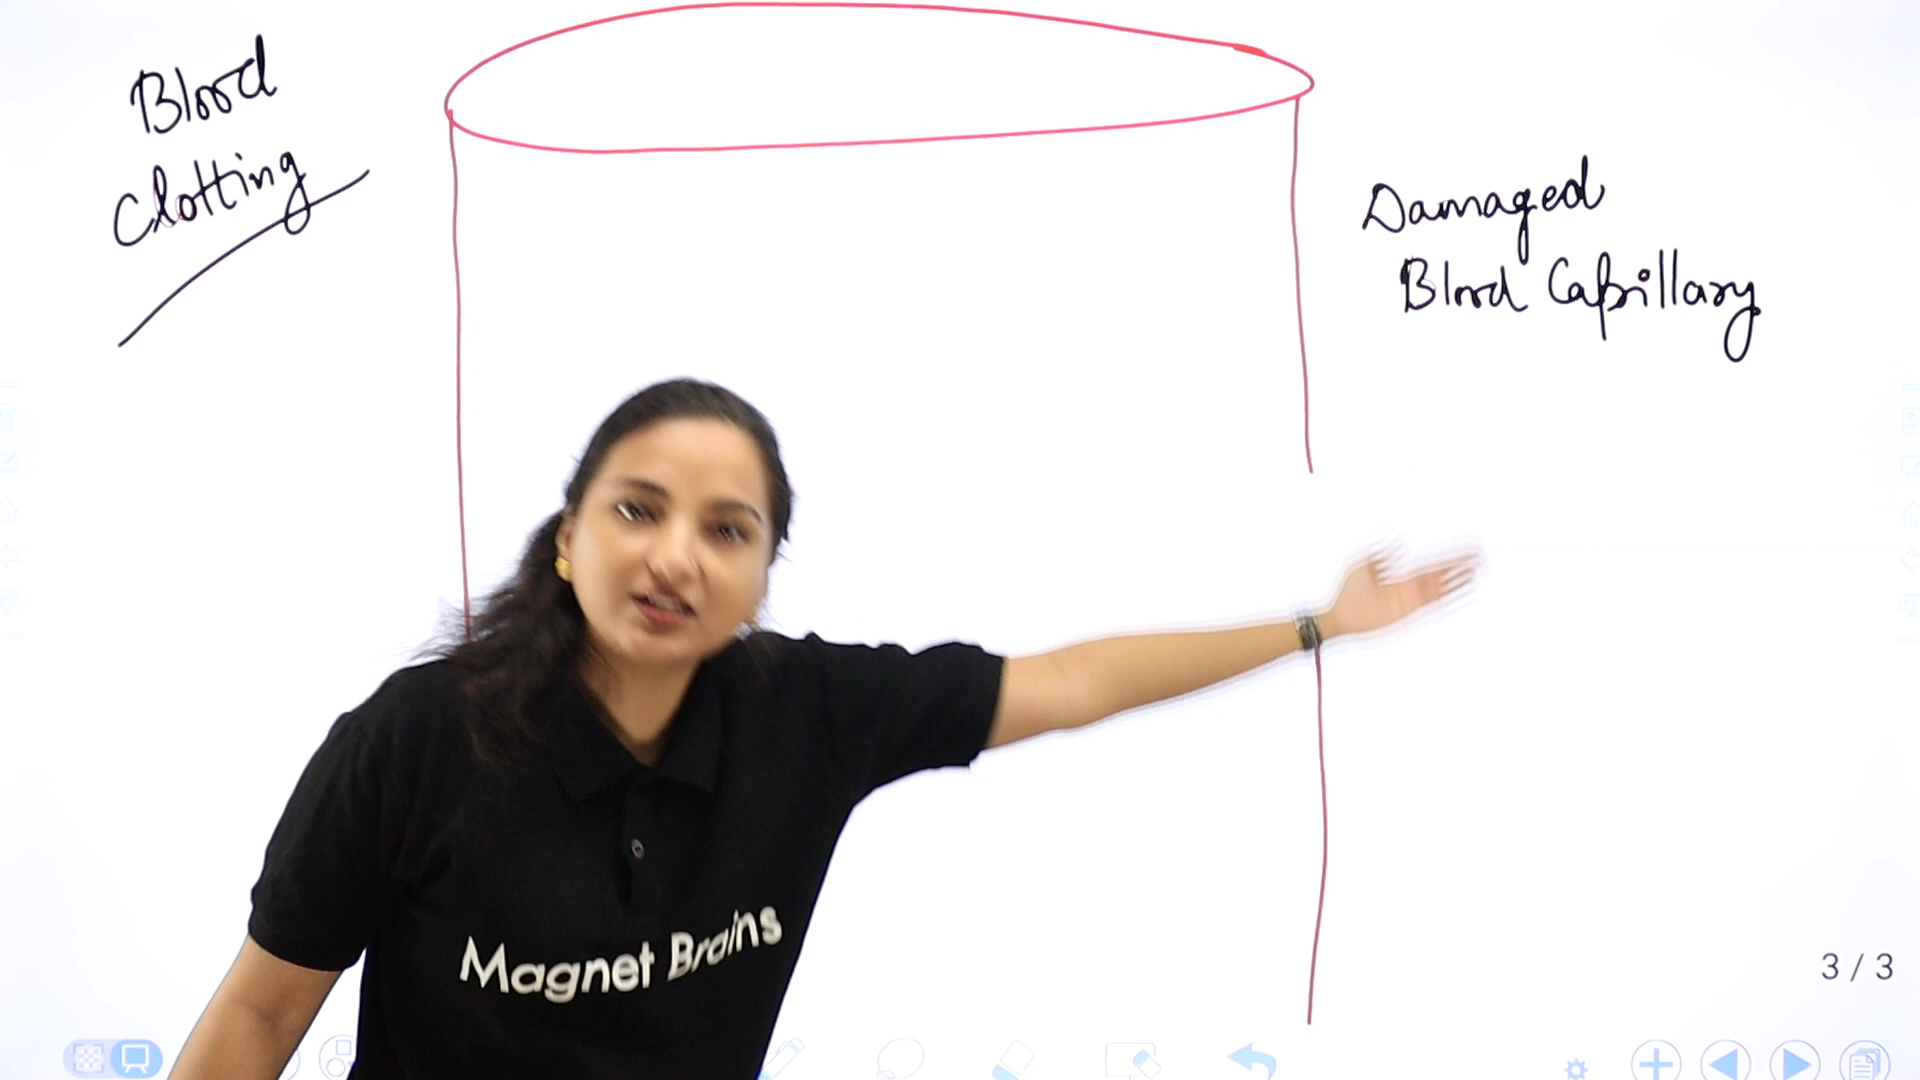 Blood
Clotting
Damaged
Blood Capillary
Magnet Brains
3 / 3